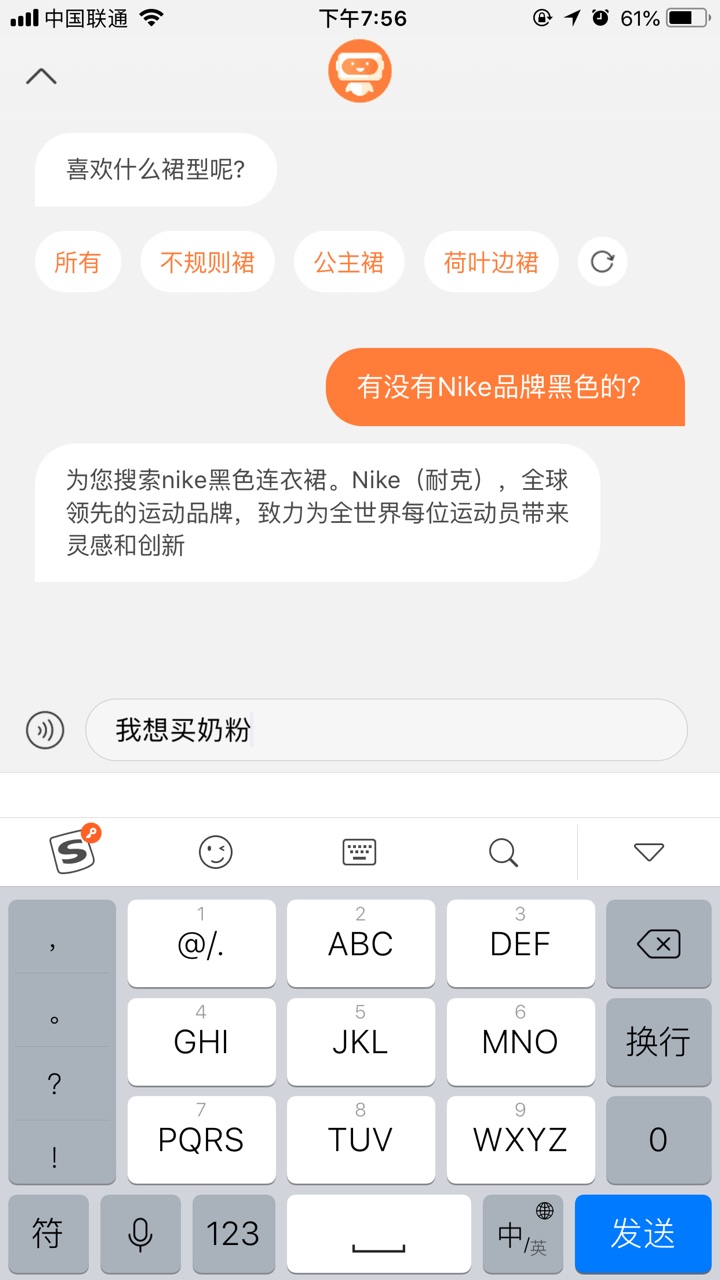 中国联通 下午7:56 61%
喜欢什么裙型呢?
所有 不规则裙 公主裙 荷叶边裙
有没有Nike品牌黑色的?
为您搜索nike黑色连衣裙。Nike（耐克）, 全球
领先的运动品牌, 致力为全世界每位运动员带来
灵感和创新
我想买奶粉
S
, 1 @/. 2 ABC 3 DEF
。 4 GHI 5 JKL 6 MNO 换行
?
! 7 PQRS 8 TUV 9 WXYZ 0
符 123 中/英 发送